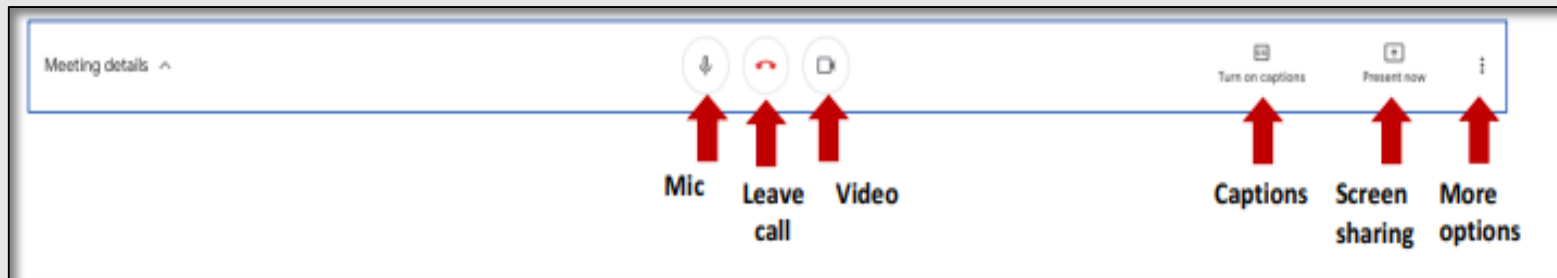 Meeting details
Turn on captions
Present now
Mic
Leave call
Video
Captions
Screen sharing
More options